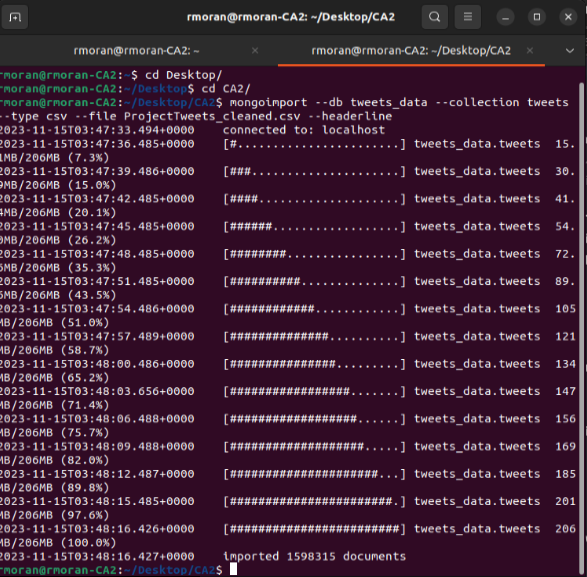 rmoran@rmoran-CA2: ~/Desktop/CA2
rmoran@rmoran-CA2: ~
rmoran@rmoran-CA2: ~/Desktop/CA2
rmoran@rmoran-CA2:~$ cd Desktop/
rmoran@rmoran-CA2:~/Desktop$ cd CA2/
rmoran@rmoran-CA2:~/Desktop/CA2$ mongoimport --db tweets_data --collection tweets
--type csv --file ProjectTweets_cleaned.csv --headerline
2023-11-15T03:47:33.494+0000 connected to: localhost
2023-11-15T03:47:36.485+0000 [#.......................] tweets_data.tweets 15.
1MB/206MB (7.3%)
2023-11-15T03:47:39.486+0000 [###.....................] tweets_data.tweets 30.
9MB/206MB (15.0%)
2023-11-15T03:47:42.485+0000 [####....................] tweets_data.tweets 41.
4MB/206MB (20.1%)
2023-11-15T03:47:45.485+0000 [######..................] tweets_data.tweets 54.
0MB/206MB (26.2%)
2023-11-15T03:47:48.485+0000 [########................] tweets_data.tweets 72.
6MB/206MB (35.3%)
2023-11-15T03:47:51.485+0000 [##########..............] tweets_data.tweets 89.
6MB/206MB (43.5%)
2023-11-15T03:47:54.486+0000 [############............] tweets_data.tweets 105
MB/206MB (51.0%)
2023-11-15T03:47:57.489+0000 [##############..........] tweets_data.tweets 121
MB/206MB (58.7%)
2023-11-15T03:48:00.486+0000 [###############.........] tweets_data.tweets 134
MB/206MB (65.2%)
2023-11-15T03:48:03.656+0000 [#################.......] tweets_data.tweets 147
MB/206MB (71.4%)
2023-11-15T03:48:06.488+0000 [##################......] tweets_data.tweets 156
MB/206MB (75.7%)
2023-11-15T03:48:09.488+0000 [###################.....] tweets_data.tweets 169
MB/206MB (82.0%)
2023-11-15T03:48:12.487+0000 [#####################...] tweets_data.tweets 185
MB/206MB (89.8%)
2023-11-15T03:48:15.485+0000 [#######################.] tweets_data.tweets 201
MB/206MB (97.6%)
2023-11-15T03:48:16.426+0000 [########################] tweets_data.tweets 206
MB/206MB (100.0%)
2023-11-15T03:48:16.427+0000 imported 1598315 documents
rmoran@rmoran-CA2:~/Desktop/CA2$